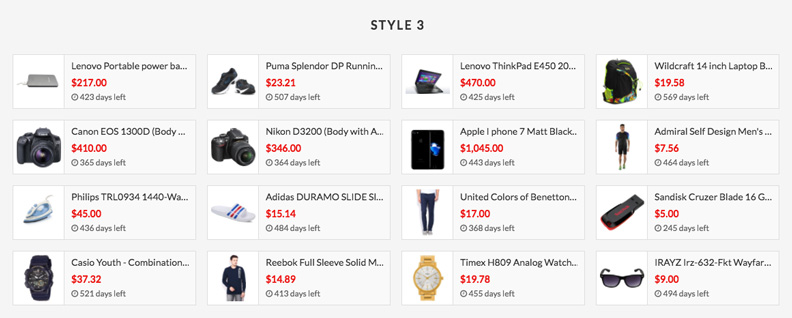 STYLE 3
Lenovo Portable power ba...
$217.00
423 days left
Puma Splendor DP Runnin...
$23.21
507 days left
Lenovo ThinkPad E450 20...
$470.00
425 days left
Wildcraft 14 inch Laptop B...
$19.58
569 days left
Canon EOS 1300D (Body ...
$410.00
365 days left
Nikon D3200 (Body with A...
$346.00
364 days left
Apple I phone 7 Matt Black...
$1,045.00
443 days left
Admiral Self Design Men's ...
$7.56
464 days left
Philips TRL0934 1440-Wa...
$45.00
436 days left
Adidas DURAMO SLIDE Sl...
$15.14
484 days left
United Colors of Benetton...
$17.00
368 days left
Sandisk Cruzer Blade 16 G...
$5.00
245 days left
Casio Youth - Combination...
$37.32
521 days left
Reebok Full Sleeve Solid M...
$14.89
413 days left
Timex H809 Analog Watch...
$19.78
455 days left
IRAYZ Irz-632-Fkt Wayfar...
$9.00
494 days left